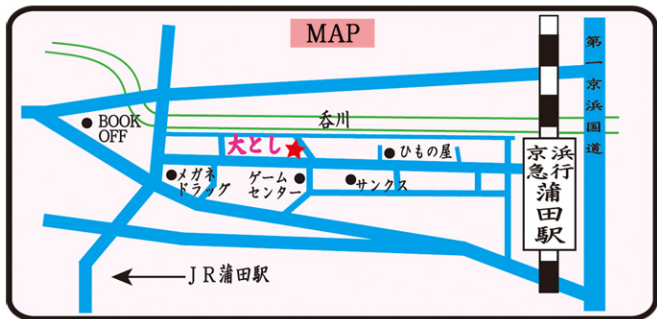 MAP
第一京浜国道
BOOK
OFF
呑川
大とし
ひもの屋
メガネ
ドラッグ
ゲーム
センター
サンクス
京浜
急行
蒲田駅
JR蒲田駅